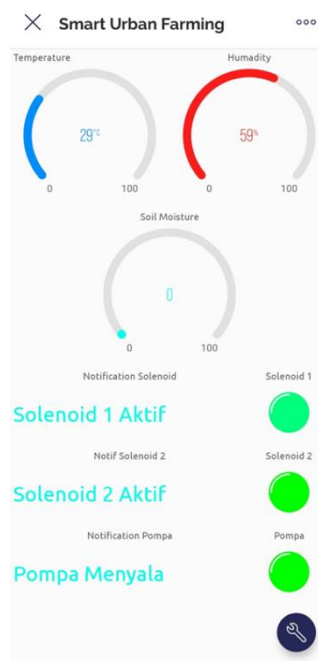 Smart Urban Farming
Temperature
Humadity
29°C
59%
0
100
0
100
Soil Moisture
0
0
100
Notification Solenoid
Solenoid 1
Solenoid 1 Aktif
Notif Solenoid 2
Solenoid 2
Solenoid 2 Aktif
Notification Pompa
Pompa
Pompa Menyala